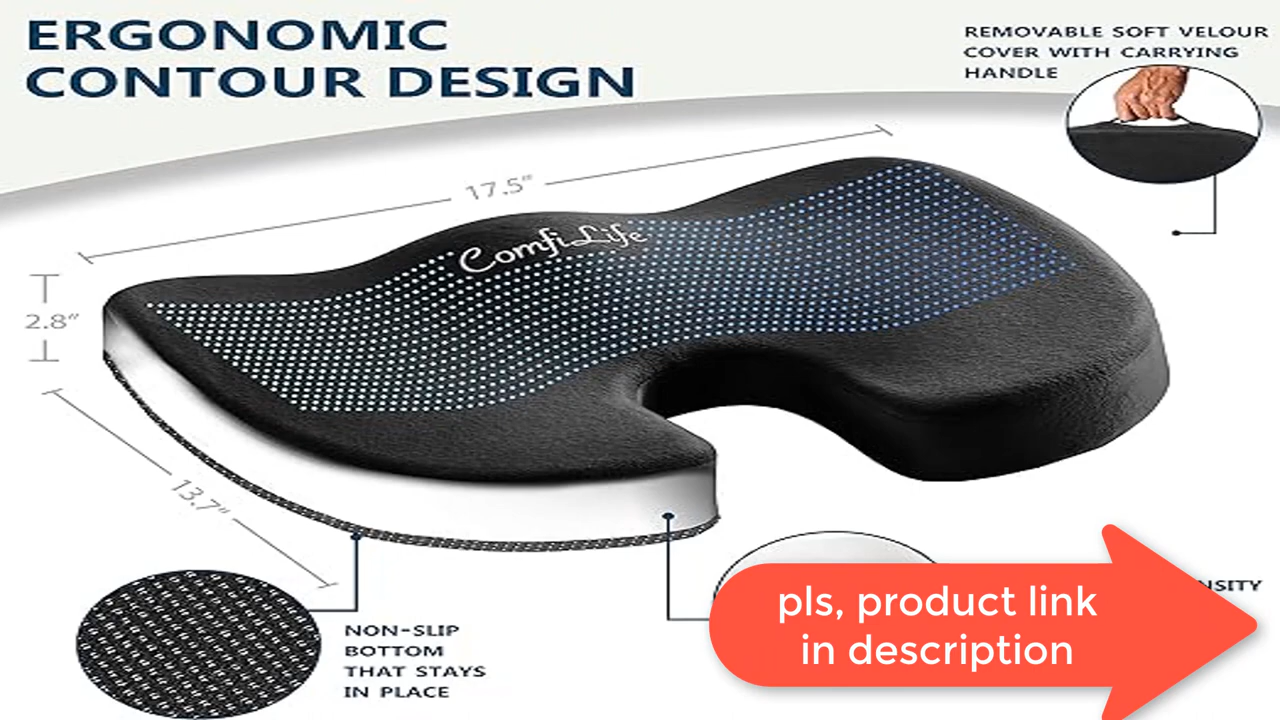 ERGONOMIC
CONTOUR DESIGN
REMOVABLE SOFT VELOUR
COVER WITH CARRYING
HANDLE
17.5"
ComfiLife
2.8"
13.7"
NON-SLIP
BOTTOM
THAT STAYS
IN PLACE
pls, product link
in description